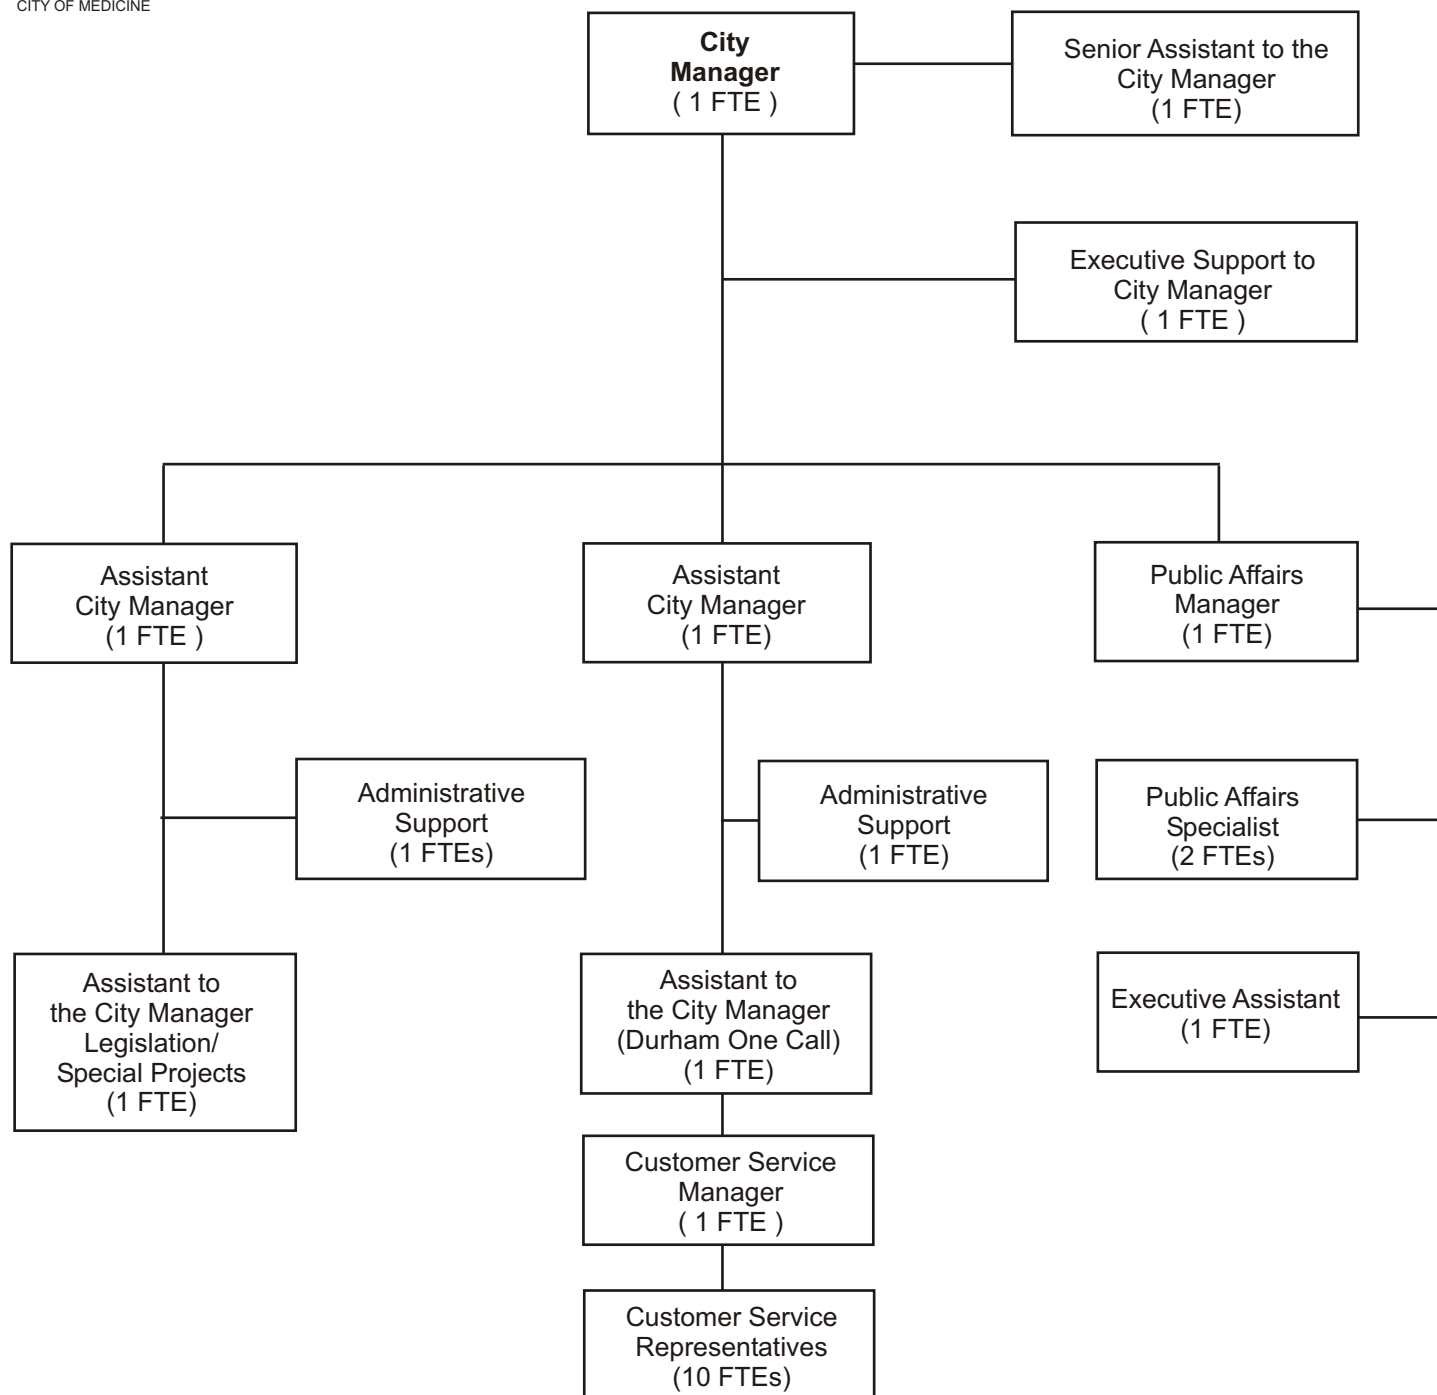 CITY OF MEDICINE
City
Manager
( 1 FTE )
Senior Assistant to the
City Manager
(1 FTE)
Executive Support to
City Manager
( 1 FTE )
Assistant
City Manager
(1 FTE )
Assistant
City Manager
(1 FTE)
Public Affairs
Manager
(1 FTE)
Administrative
Support
(1 FTEs)
Administrative
Support
(1 FTE)
Public Affairs
Specialist
(2 FTEs)
Assistant to
the City Manager
Legislation/
Special Projects
(1 FTE)
Assistant to
the City Manager
(Durham One Call)
(1 FTE)
Executive Assistant
(1 FTE)
Customer Service
Manager
( 1 FTE )
Customer Service
Representatives
(10 FTEs)